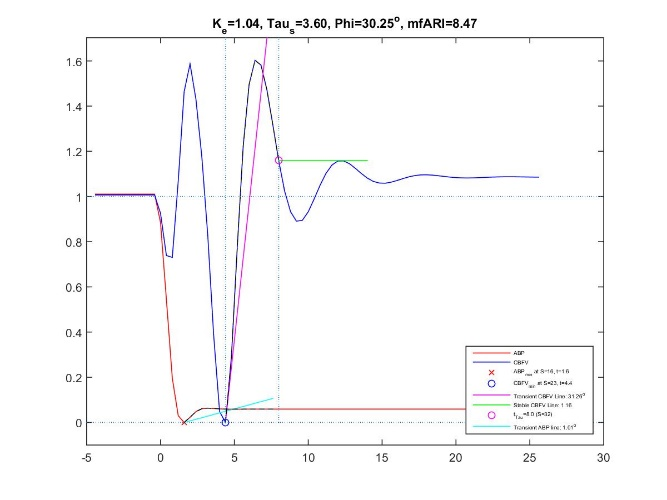 Ke=1.04, Taus=3.60, Phi=30.25o, mfARI=8.47
1.6
1.4
1.2
1
0.8
0.6
0.4
0.2
0
-5
0
5
10
15
20
25
30
ABP
CBFV
ABPmin at S=16, t=1.6
CBFVmin at S=23, t=4.4
Transient CBFV Line: 31.26o
Stable CBFV Line: 1.16
tTau=8.0 (S=32)
Transient ABP line: 1.01o